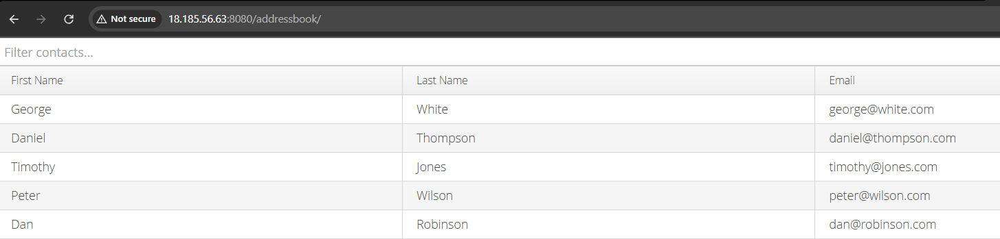 Not secure 18.185.56.63:8080/addressbook/
Filter contacts...
First Name Last Name Email
George White george@white.com
Daniel Thompson daniel@thompson.com
Timothy Jones timothy@jones.com
Peter Wilson peter@wilson.com
Dan Robinson dan@robinson.com